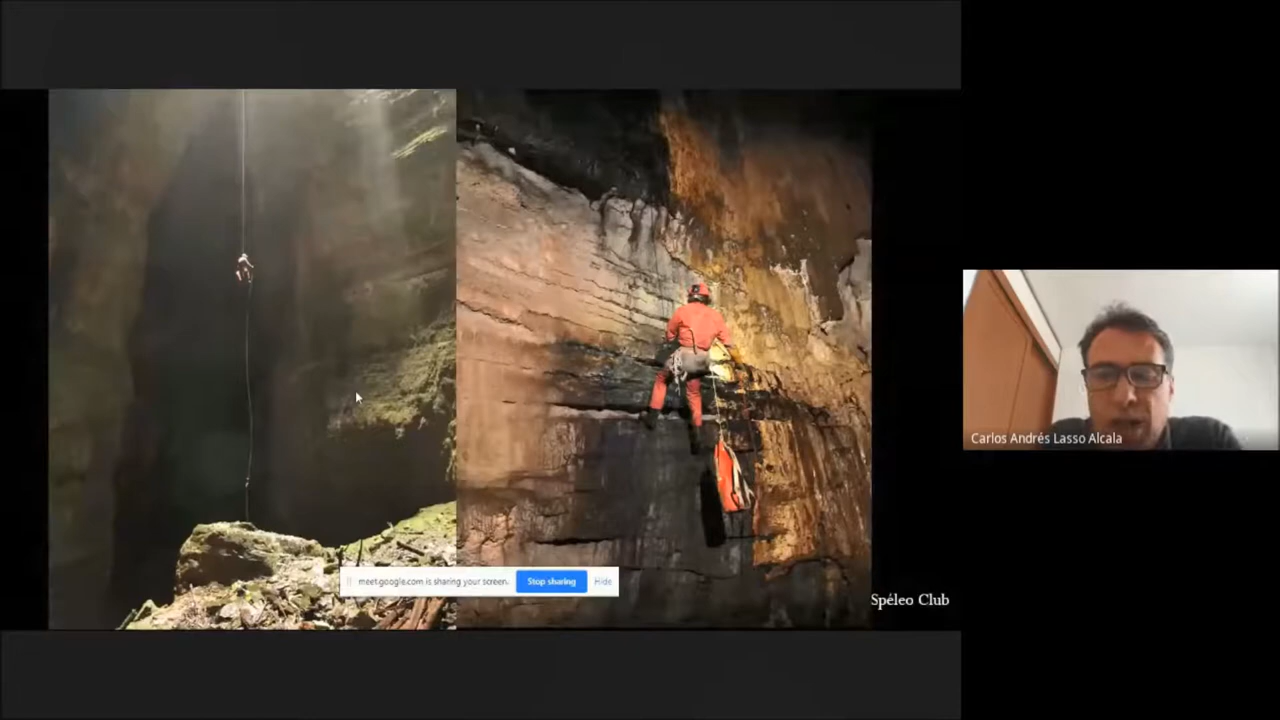 Carlos Andrés Lasso Alcala
meet.google.com is sharing your screen. Stop sharing Hide
Spéleo Club